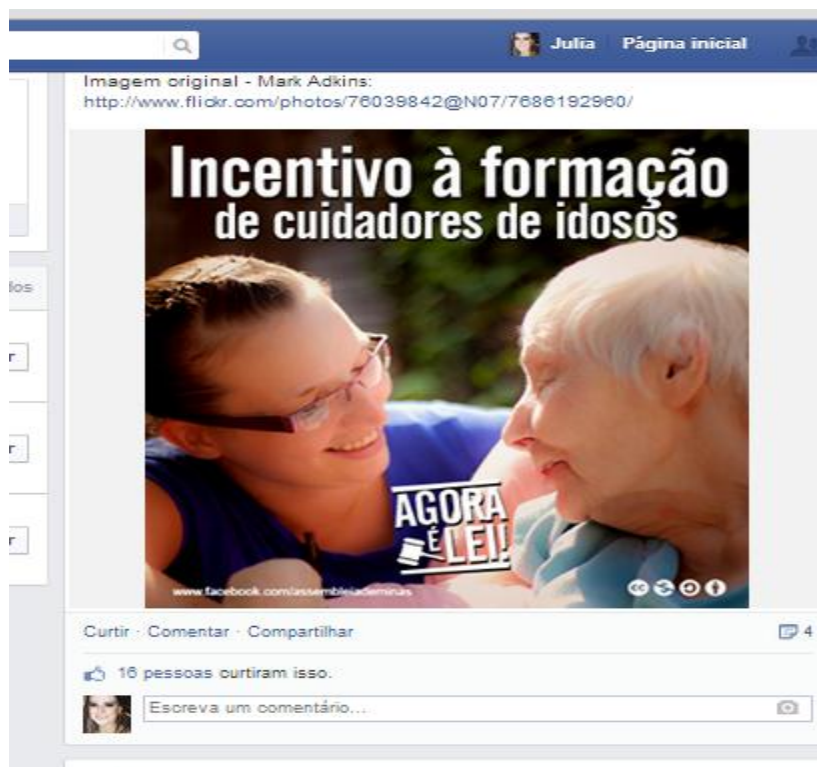 Julia Página inicial
Imagem original - Mark Adkins:
http://www.flickr.com/photos/76039842@N07/7686192960/
Incentivo à formação
de cuidadores de idosos
dos
r
r
r
AGORA
É LEI!
www.facebook.com/assembleiademinas
cc
Curtir · Comentar · Compartilhar
4
16 pessoas curtiram isso.
Escreva um comentário...